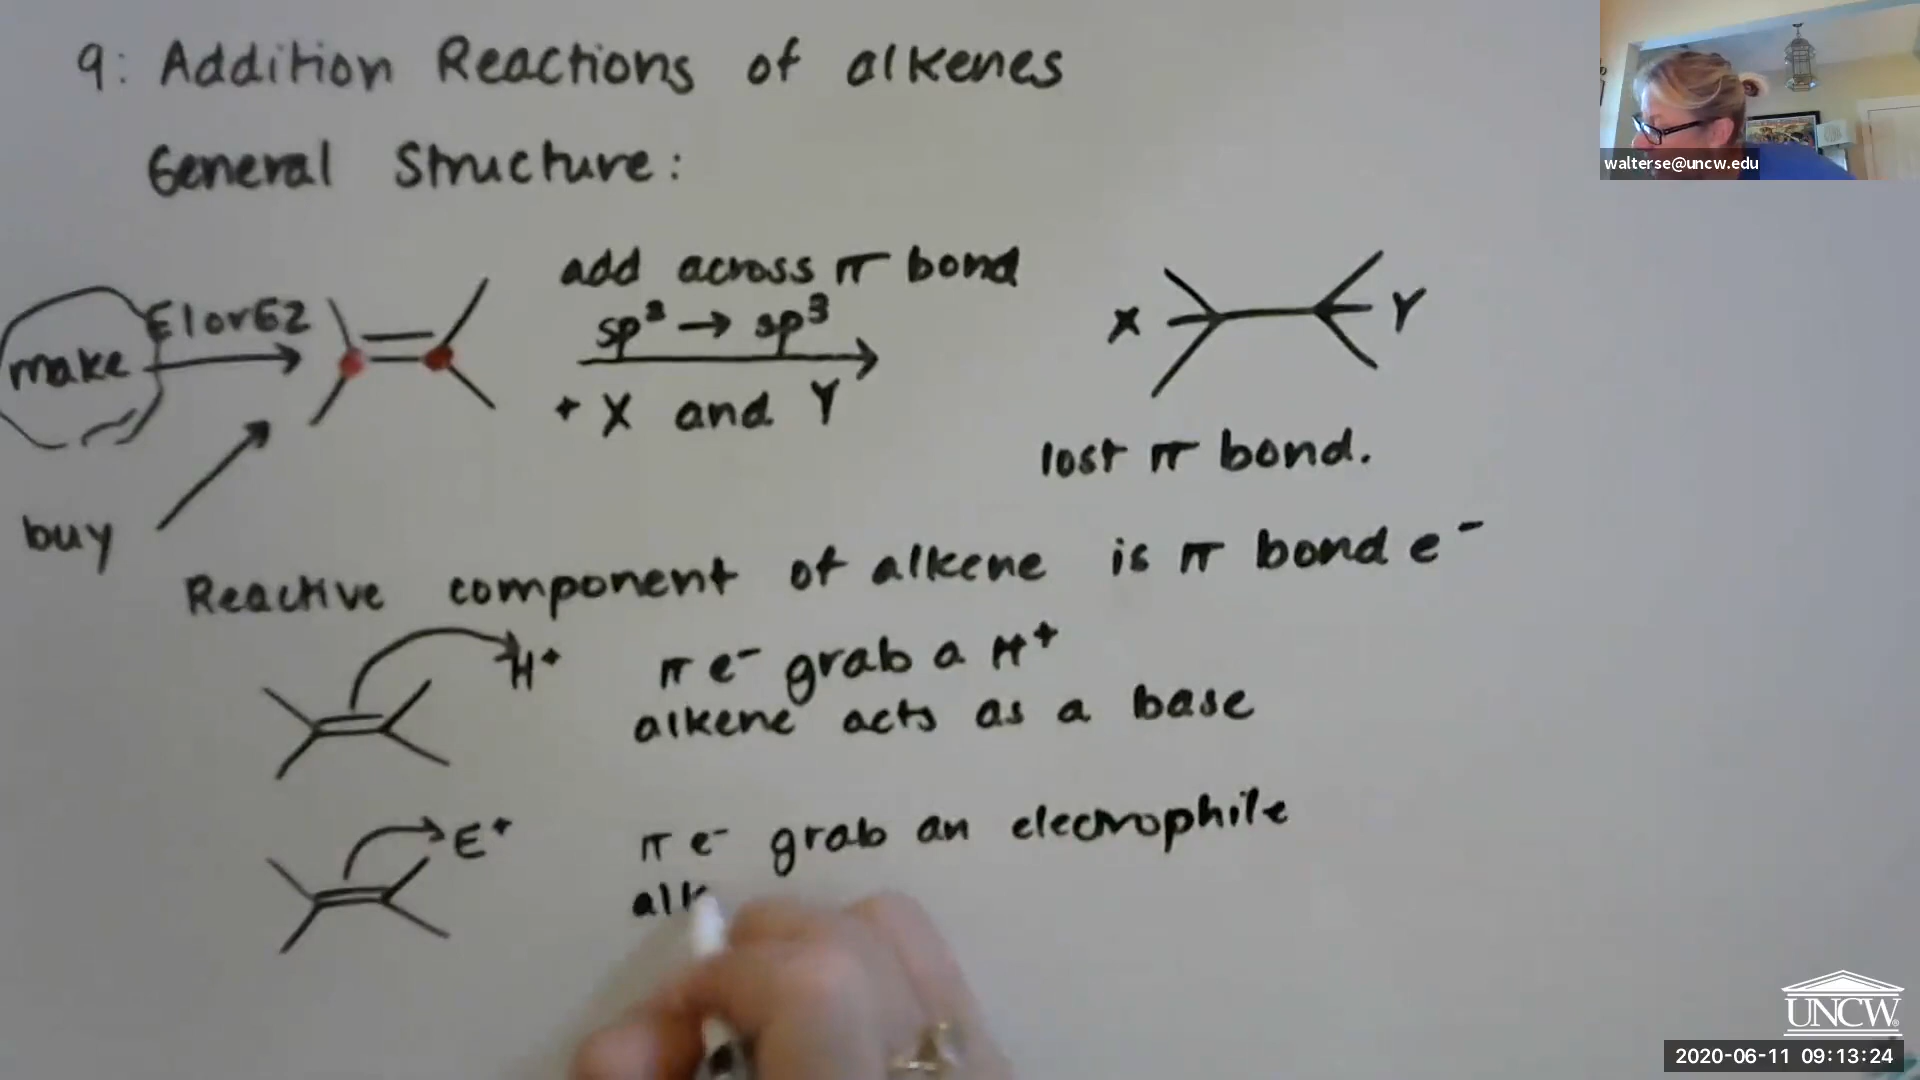 9: Addition Reactions of alkenes
General Structure:
make
E1 or E2
add across π bond
sp² → sp³
+ X and Y
X
Y
lost π bond.
buy
Reactive component of alkene is π bond e⁻
H⁺
π e⁻ grab a H⁺
alkene acts as a base
E⁺
π e⁻ grab an electrophile
alk
walterse@uncw.edu
UNCW
2020-06-11 09:13:24